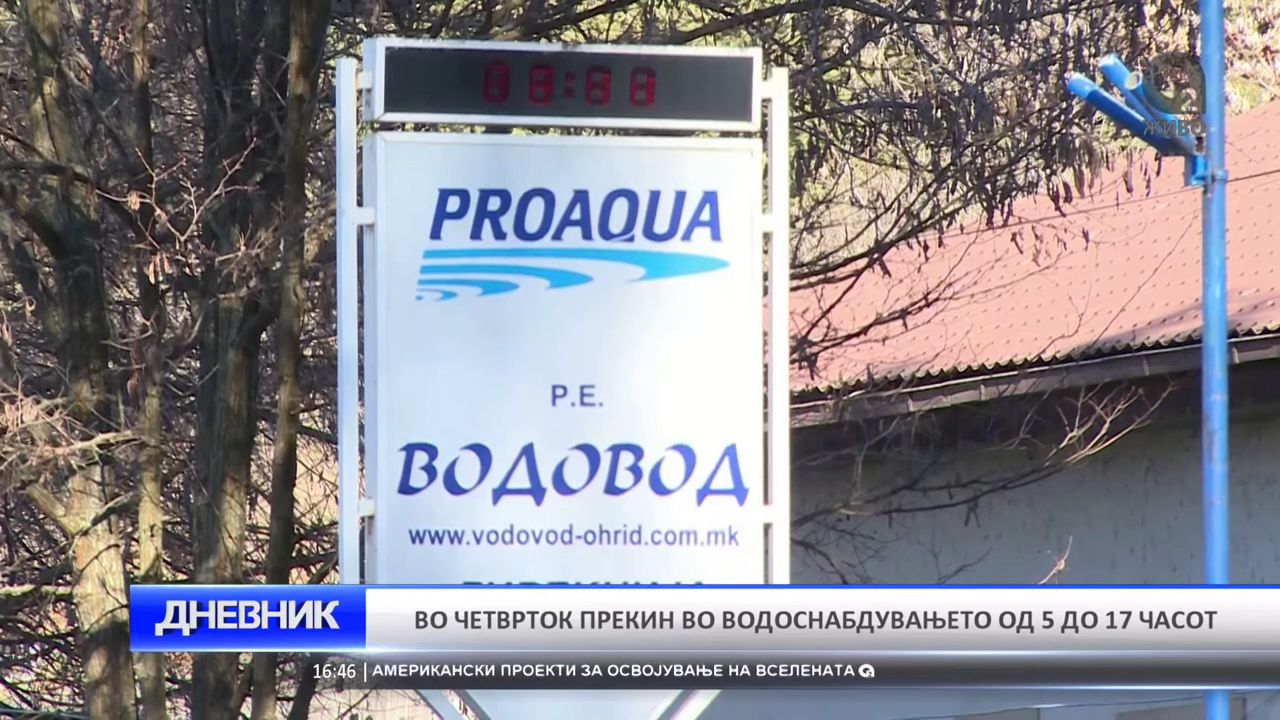 PROAQUA
P.E.
ВОДОВОД
www.vodovod-ohrid.com.mk
ЖИВО
ДНЕВНИК
ВО ЧЕТВРТОК ПРЕКИН ВО ВОДОСНАБДУВАЊЕТО ОД 5 ДО 17 ЧАСОТ
16:46 | АМЕРИКАНСКИ ПРОЕКТИ ЗА ОСВОЈУВАЊЕ НА ВСЕЛЕНАТА